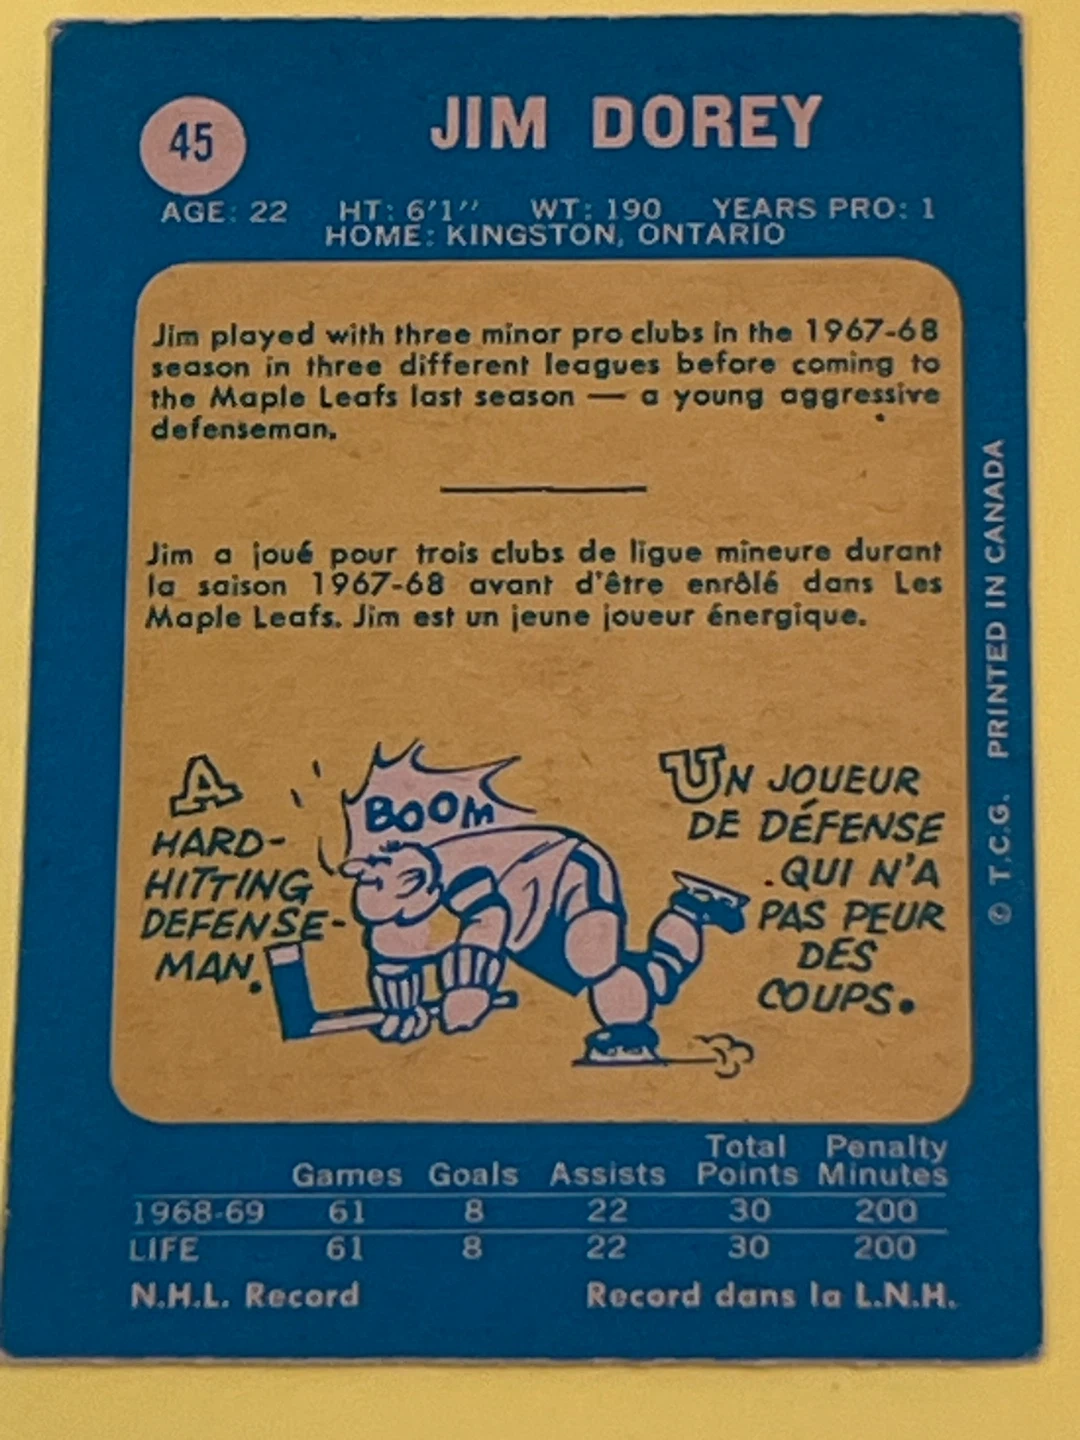 45
JIM DOREY
AGE: 22 HT: 6'1" WT: 190 YEARS PRO: 1
HOME: KINGSTON, ONTARIO
Jim played with three minor pro clubs in the 1967-68
season in three different leagues before coming to
the Maple Leafs last season — a young aggressive
defenseman.
Jim a joué pour trois clubs de ligue mineure durant
la saison 1967-68 avant d'être enrôlé dans Les
Maple Leafs. Jim est un jeune joueur énergique.
A
HARD-
HITTING
DEFENSE-
MAN.
BOOM
UN JOUEUR
DE DÉFENSE
QUI N'A
PAS PEUR
DES
COUPS.
© T.C.G. PRINTED IN CANADA
Total Penalty
Games Goals Assists Points Minutes
1968-69 61 8 22 30 200
LIFE 61 8 22 30 200
N.H.L. Record Record dans la L.N.H.